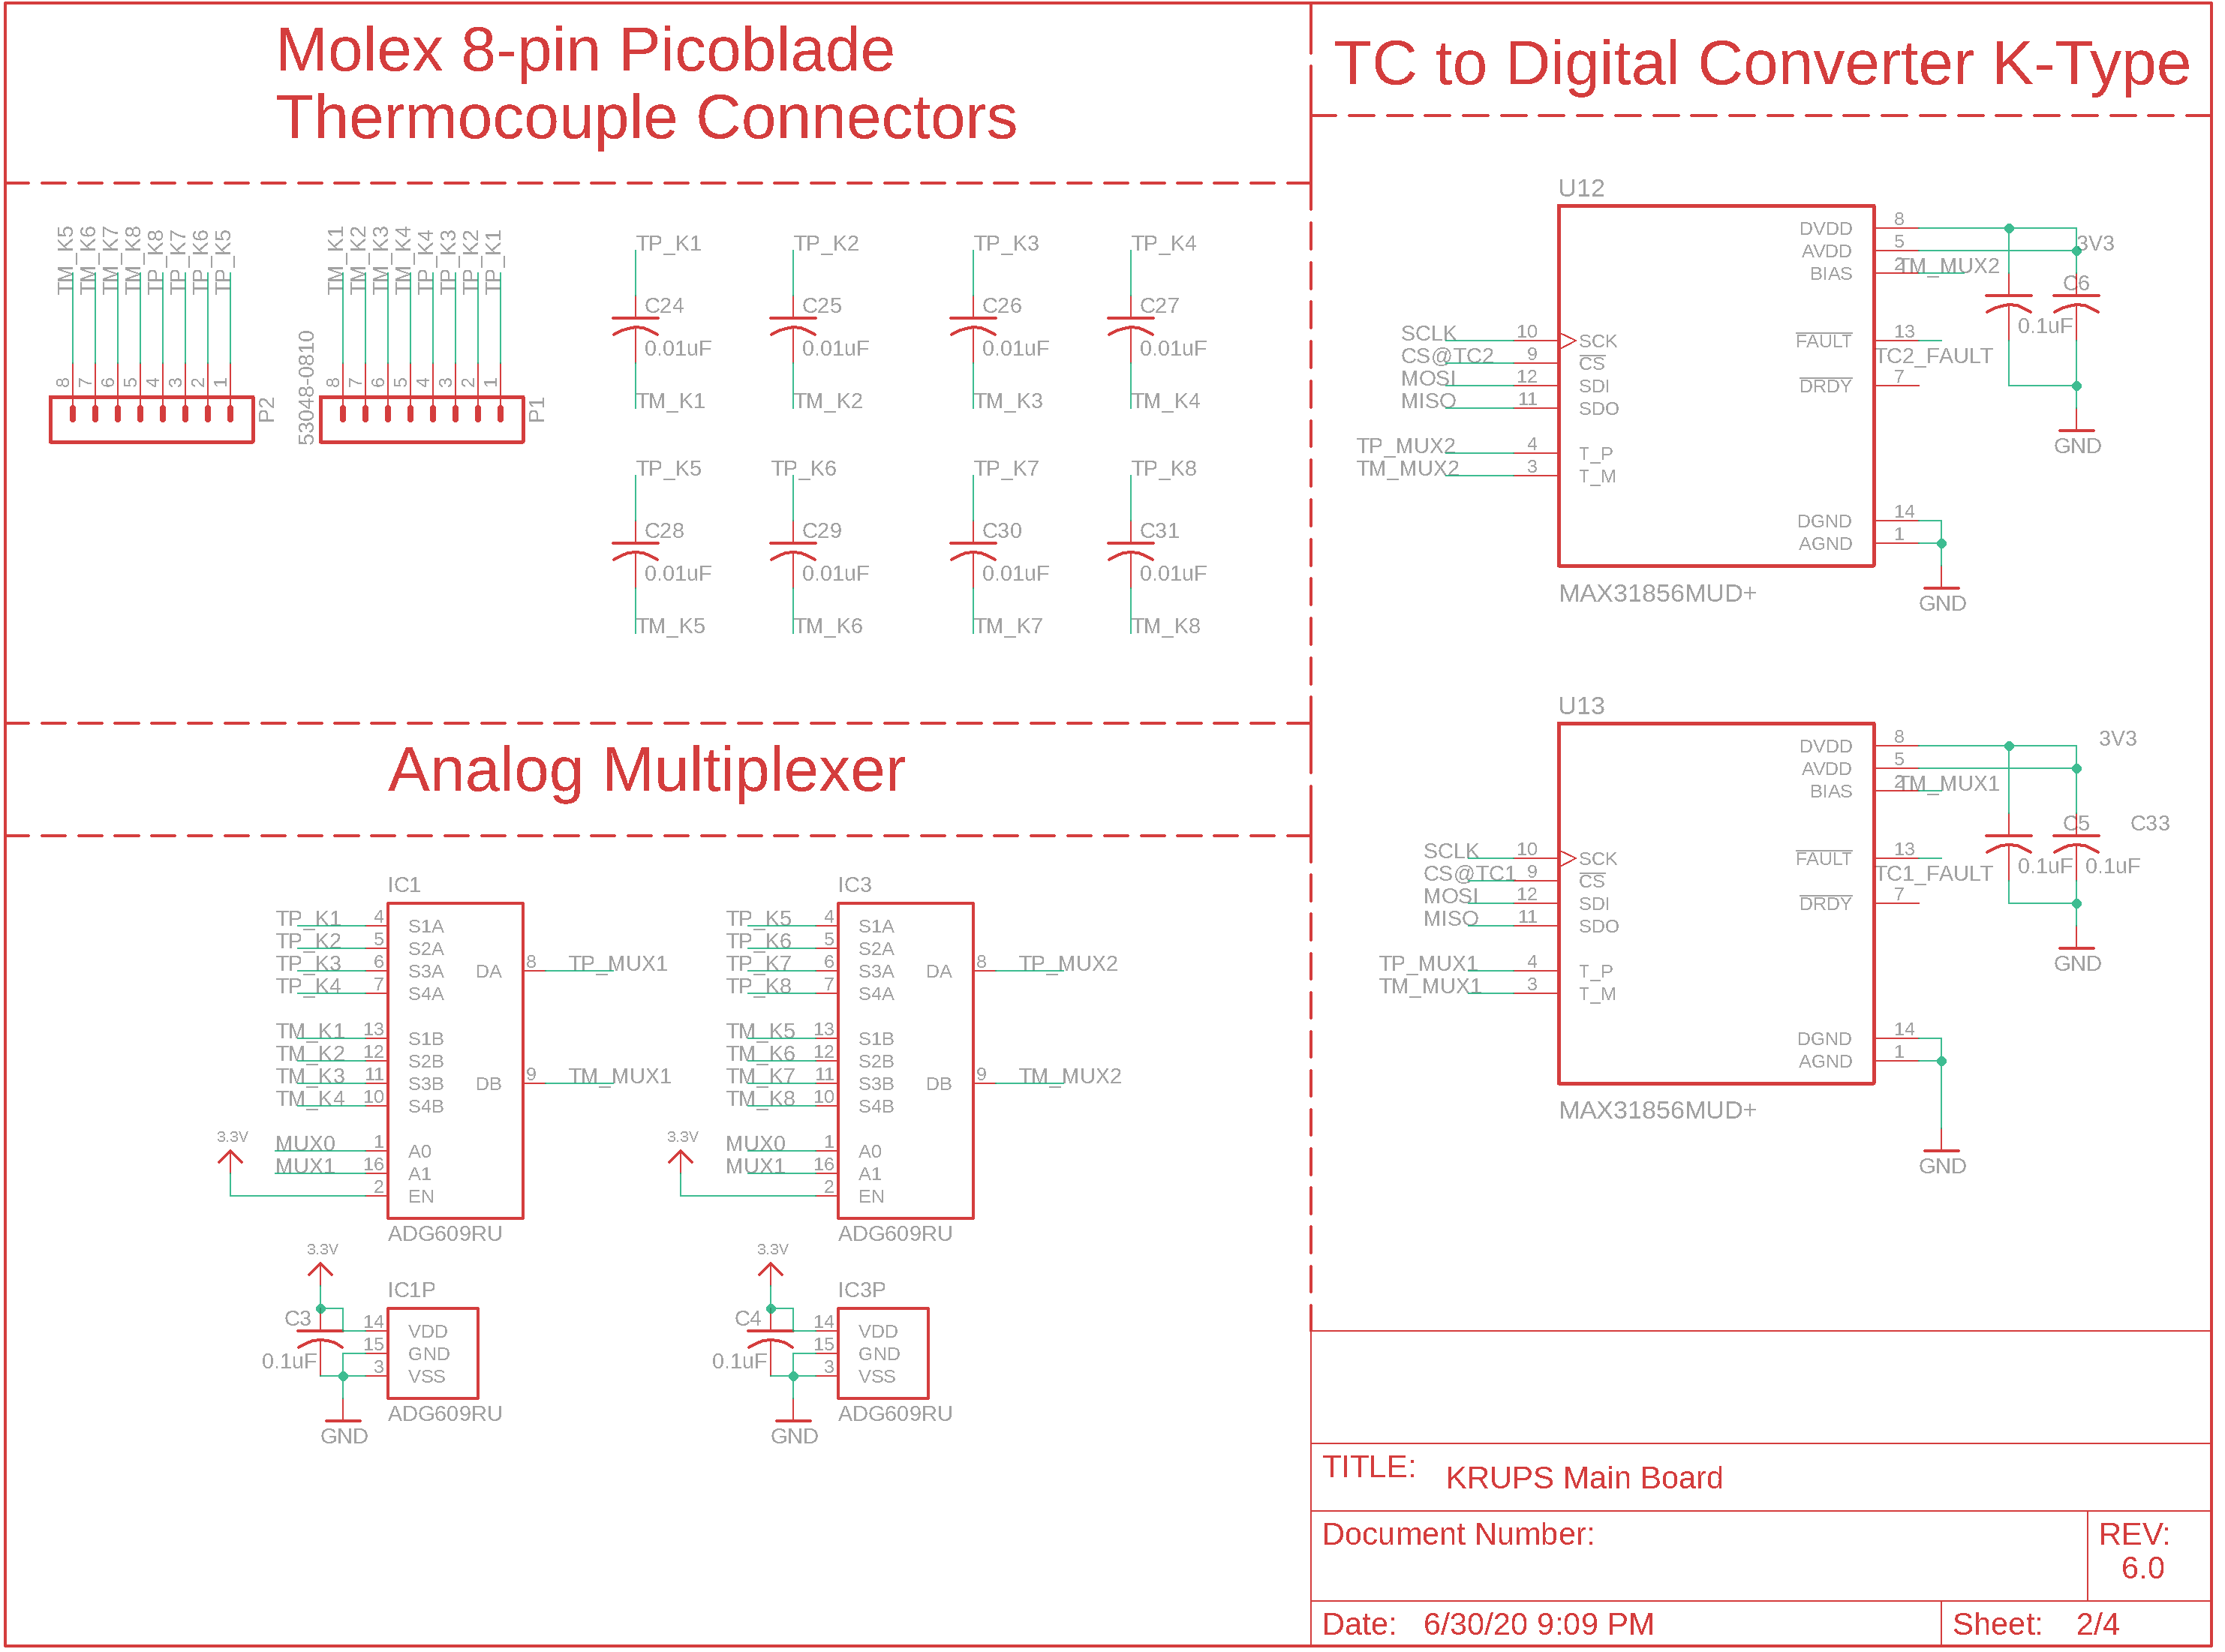 Molex 8-pin Picoblade
Thermocouple Connectors
TM_K5
TM_K6
TM_K7
TM_K8
TP_K8
TP_K7
TP_K6
TP_K5
8 7 6 5 4 3 2 1
P2
53048-0810
TM_K1
TM_K2
TM_K3
TM_K4
TP_K4
TP_K3
TP_K2
TP_K1
8 7 6 5 4 3 2 1
P1
TP_K1 TP_K2 TP_K3 TP_K4
C24 C25 C26 C27
0.01uF 0.01uF 0.01uF 0.01uF
TM_K1 TM_K2 TM_K3 TM_K4
TP_K5 TP_K6 TP_K7 TP_K8
C28 C29 C30 C31
0.01uF 0.01uF 0.01uF 0.01uF
TM_K5 TM_K6 TM_K7 TM_K8
Analog Multiplexer
IC1
TP_K1 4 S1A
TP_K2 5 S2A
TP_K3 6 S3A DA 8 TP_MUX1
TP_K4 7 S4A
TM_K1 13 S1B
TM_K2 12 S2B
TM_K3 11 S3B DB 9 TM_MUX1
TM_K4 10 S4B
3.3V
MUX0 1 A0
MUX1 16 A1
2 EN
ADG609RU
3.3V
IC1P
C3
0.1uF
14 VDD
15 GND
3 VSS
ADG609RU
GND
IC3
TP_K5 4 S1A
TP_K6 5 S2A
TP_K7 6 S3A DA 8 TP_MUX2
TP_K8 7 S4A
TM_K5 13 S1B
TM_K6 12 S2B
TM_K7 11 S3B DB 9 TM_MUX2
TM_K8 10 S4B
3.3V
MUX0 1 A0
MUX1 16 A1
2 EN
ADG609RU
3.3V
IC3P
C4
0.1uF
14 VDD
15 GND
3 VSS
ADG609RU
GND
TC to Digital Converter K-Type
U12
DVDD 8
AVDD 5 3V3
BIAS 2 TM_MUX2
C6
0.1uF
SCLK 10 SCK FAULT 13
CS@TC2 9 CS TC2_FAULT
MOSI 12 SDI DRDY 7
MISO 11 SDO
GND
TP_MUX2 4 T_P
TM_MUX2 3 T_M
DGND 14
AGND 1
MAX31856MUD+
GND
U13
DVDD 8 3V3
AVDD 5
BIAS 2 TM_MUX1
C5 C33
0.1uF 0.1uF
SCLK 10 SCK FAULT 13
CS@TC1 9 CS TC1_FAULT
MOSI 12 SDI DRDY 7
MISO 11 SDO
GND
TP_MUX1 4 T_P
TM_MUX1 3 T_M
DGND 14
AGND 1
MAX31856MUD+
GND
TITLE: KRUPS Main Board
Document Number:
REV:
6.0
Date: 6/30/20 9:09 PM
Sheet: 2/4